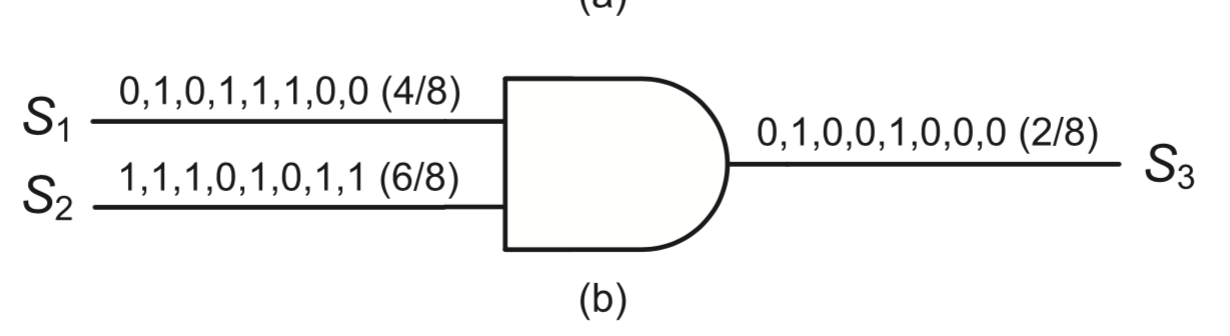 (a)
S₁ 0,1,0,1,1,1,0,0 (4/8)
S₂ 1,1,1,0,1,0,1,1 (6/8)
0,1,0,0,1,0,0,0 (2/8) S₃
(b)